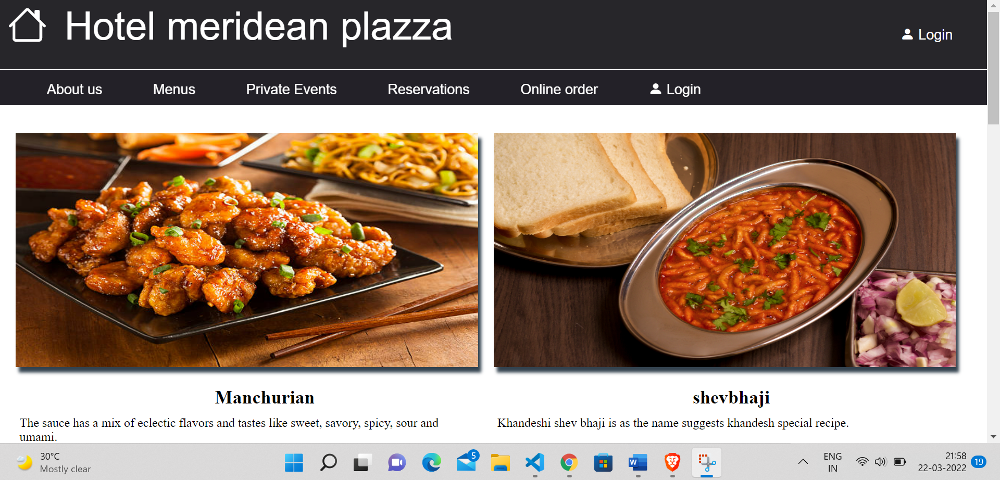 Hotel meridean plazza
Login
About us Menus Private Events Reservations Online order Login
Manchurian
The sauce has a mix of eclectic flavors and tastes like sweet, savory, spicy, sour and
umami.
shevbhaji
Khandeshi shev bhaji is as the name suggests khandesh special recipe.
30°C
Mostly clear
5
W
ENG
IN
21:58
22-03-2022
19